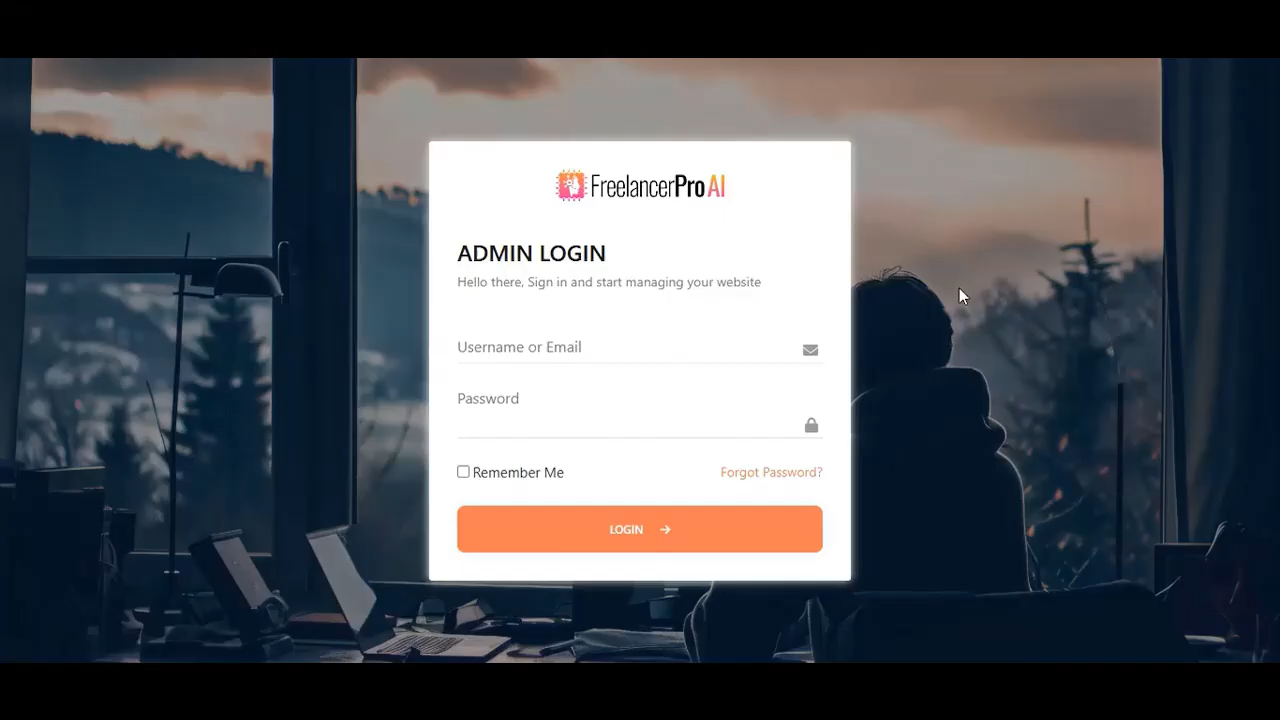 FreelancerPro AI
ADMIN LOGIN
Hello there, Sign in and start managing your website
Username or Email
Password
Remember Me
Forgot Password?
LOGIN